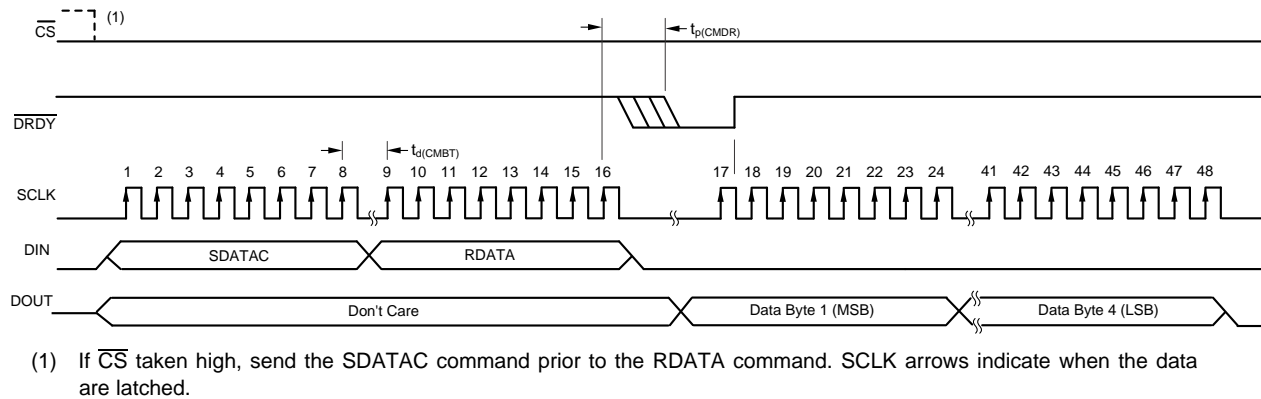 (1)
CS
tp(CMDR)
DRDY
td(CMBT)
1 2 3 4 5 6 7 8 9 10 11 12 13 14 15 16 17 18 19 20 21 22 23 24 41 42 43 44 45 46 47 48
SCLK
DIN SDATAC RDATA
DOUT Don't Care Data Byte 1 (MSB) Data Byte 4 (LSB)
(1) If CS taken high, send the SDATAC command prior to the RDATA command. SCLK arrows indicate when the data
are latched.